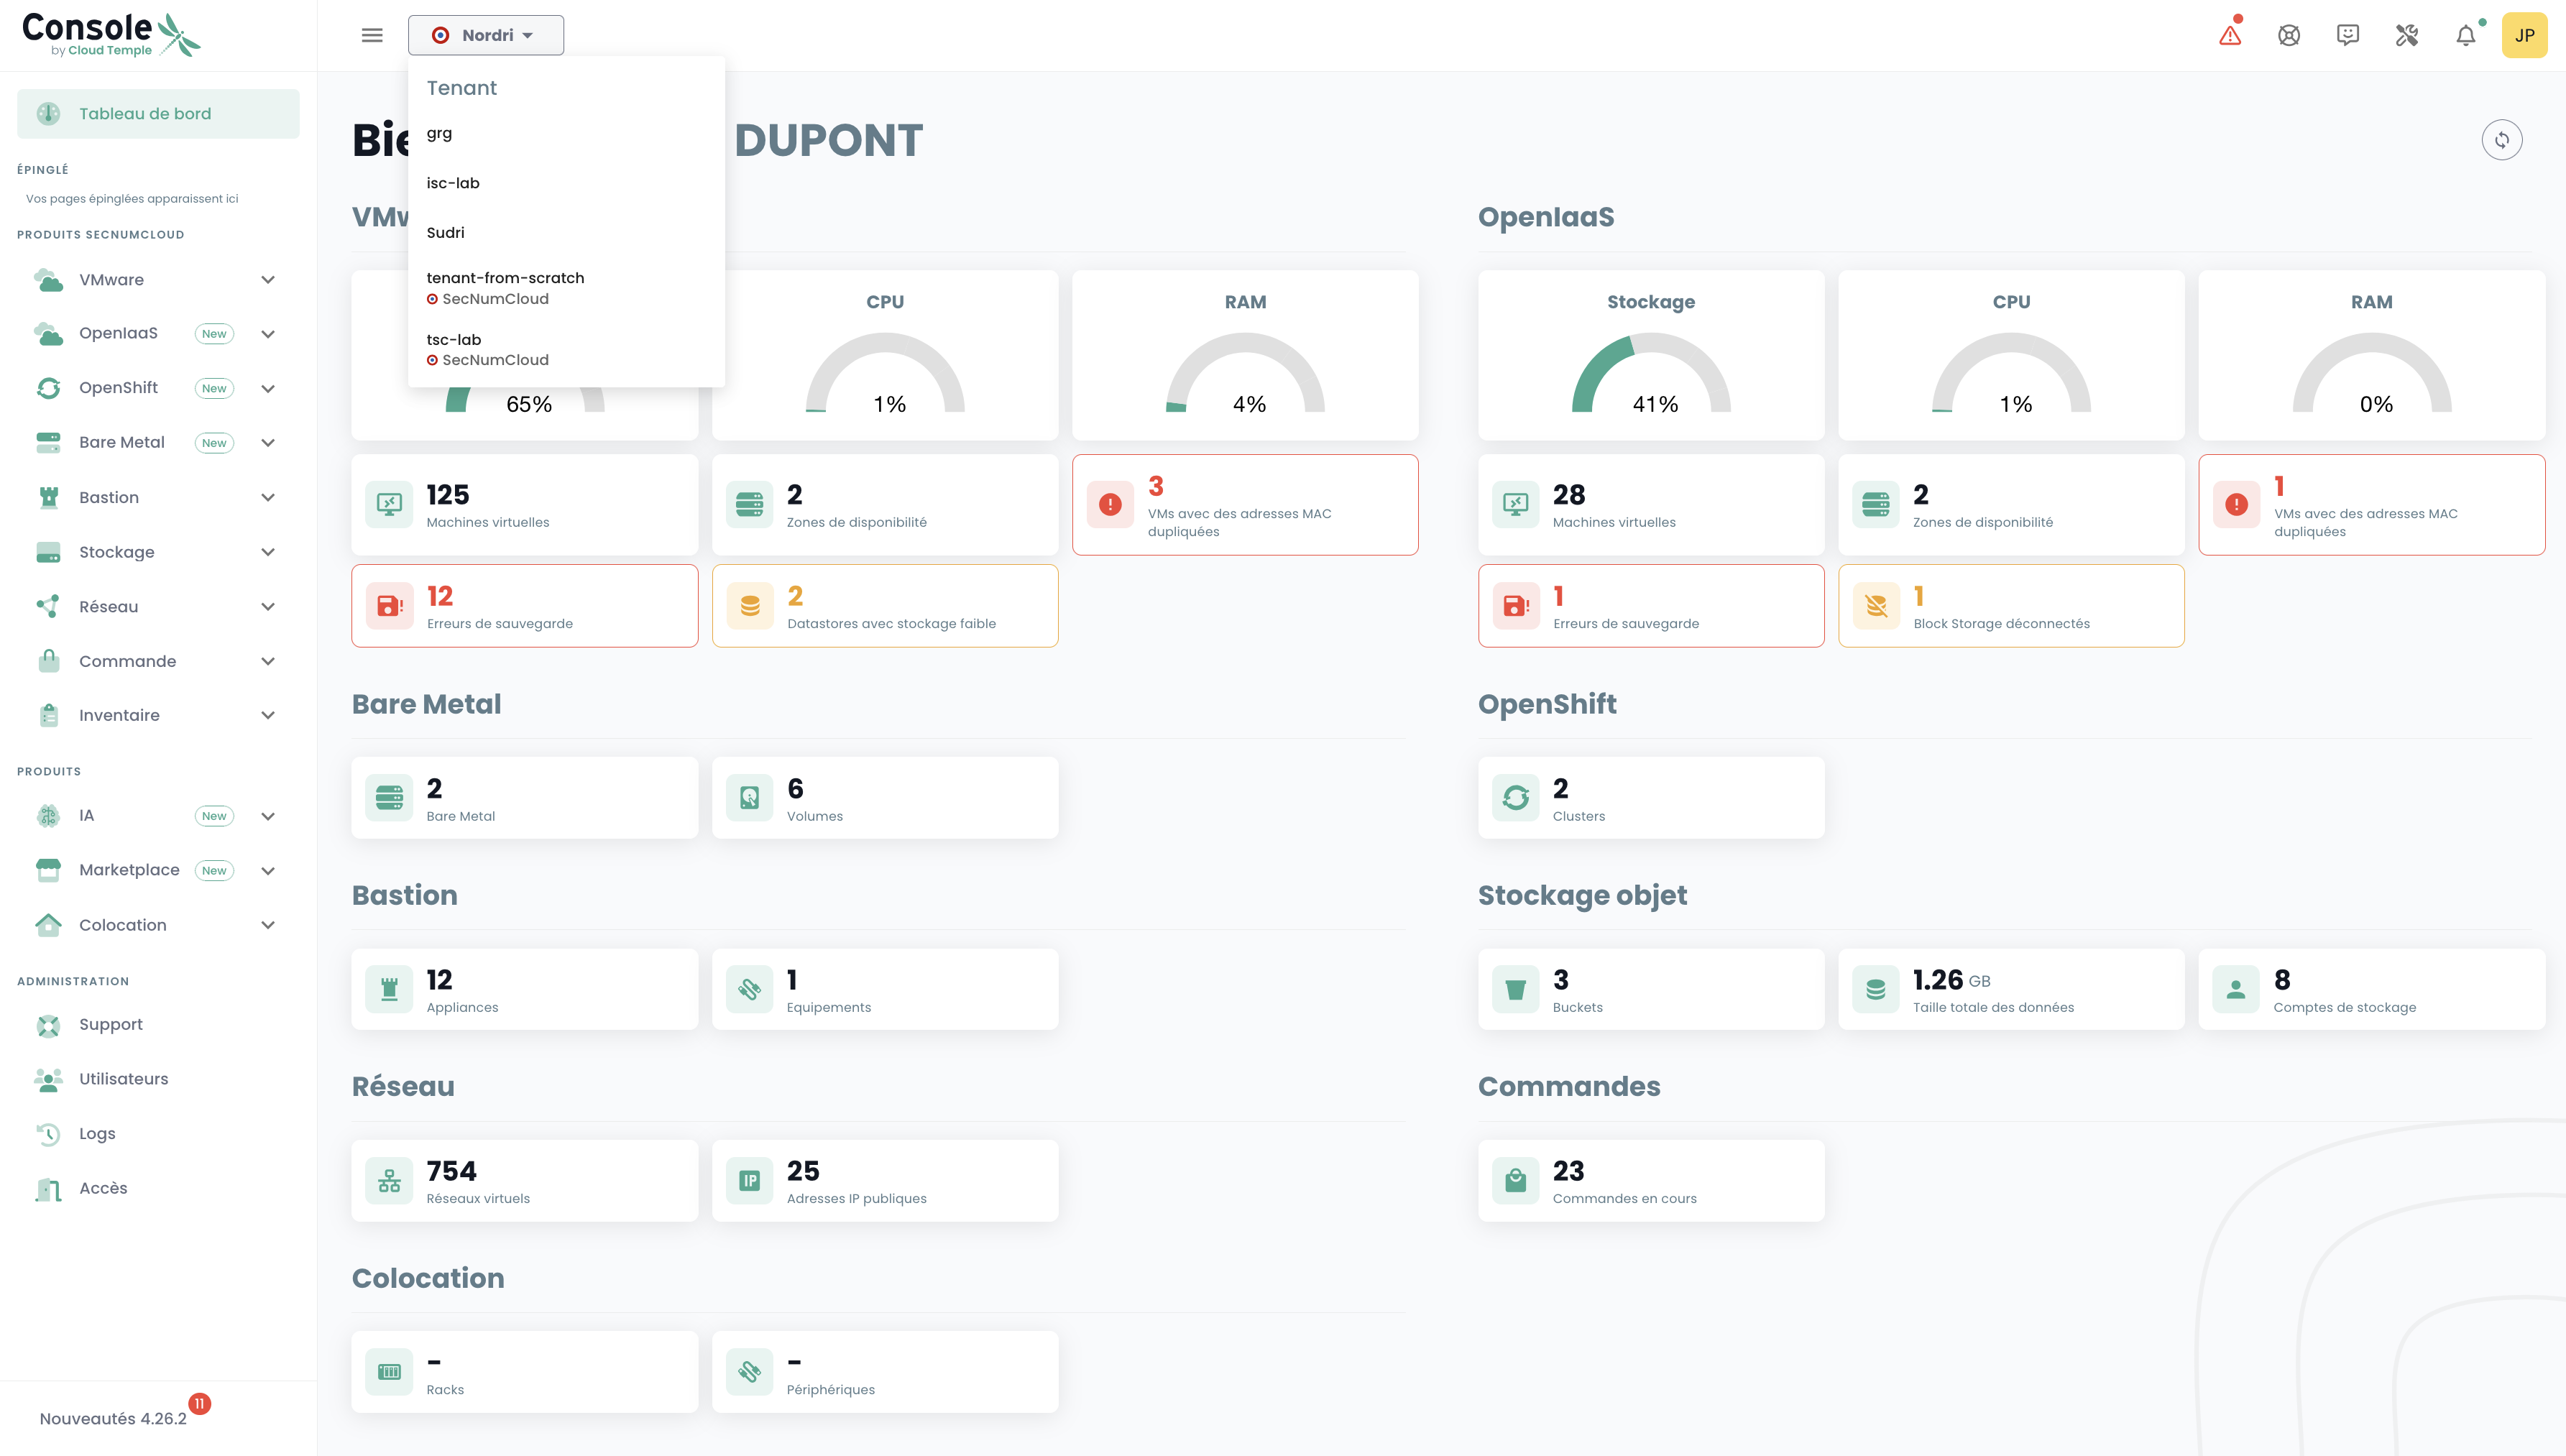 Console
by Cloud Temple
Tableau de bord
ÉPINGLÉ
Vos pages épinglées apparaissent ici
PRODUITS SECNUMCLOUD
VMware
OpenIaaS New
OpenShift New
Bare Metal New
Bastion
Stockage
Réseau
Commande
Inventaire
PRODUITS
IA New
Marketplace New
Colocation
ADMINISTRATION
Support
Utilisateurs
Logs
Accès
Nouveautés 4.26.2
11
Nordri
JP
Tenant
grg
isc-lab
Sudri
tenant-from-scratch
SecNumCloud
tsc-lab
SecNumCloud
DUPONT
65%
CPU
1%
RAM
4%
125
Machines virtuelles
2
Zones de disponibilité
3
VMs avec des adresses MAC
dupliquées
12
Erreurs de sauvegarde
2
Datastores avec stockage faible
OpenIaaS
Stockage
41%
CPU
1%
RAM
0%
28
Machines virtuelles
2
Zones de disponibilité
1
VMs avec des adresses MAC
dupliquées
1
Erreurs de sauvegarde
1
Block Storage déconnectés
Bare Metal
2
Bare Metal
6
Volumes
OpenShift
2
Clusters
Bastion
12
Appliances
1
Equipements
Stockage objet
3
Buckets
1.26 GB
Taille totale des données
8
Comptes de stockage
Réseau
754
Réseaux virtuels
IP
25
Adresses IP publiques
Commandes
23
Commandes en cours
Colocation
-
Racks
-
Périphériques